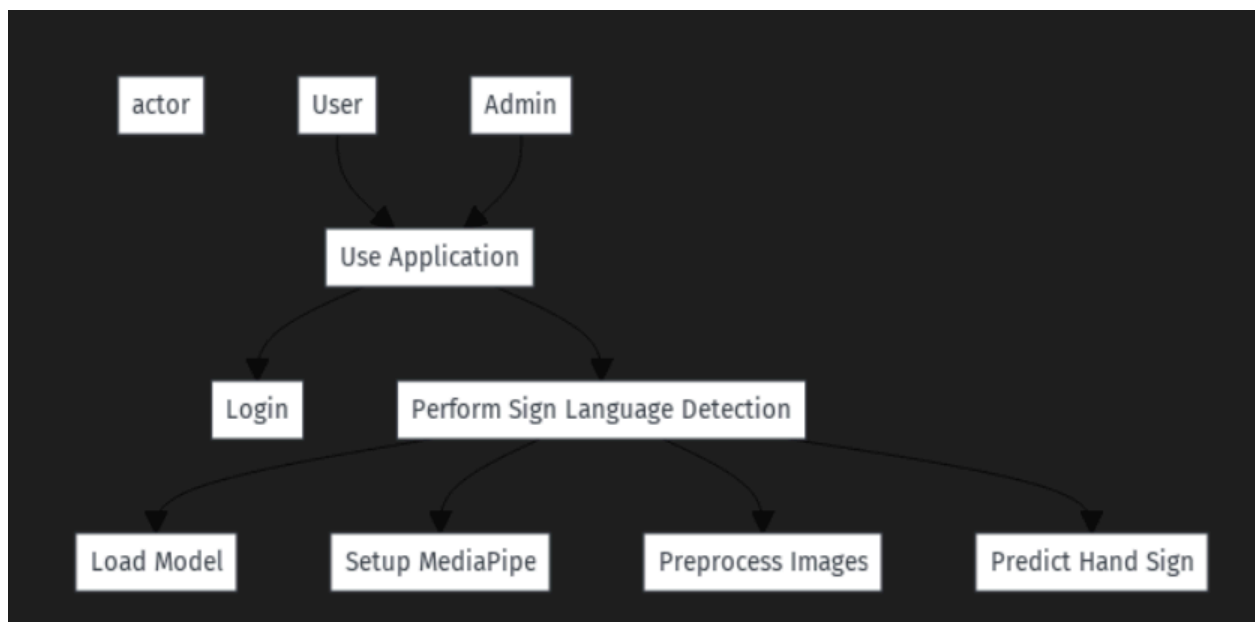 actor
User
Admin
Use Application
Login
Perform Sign Language Detection
Load Model
Setup MediaPipe
Preprocess Images
Predict Hand Sign